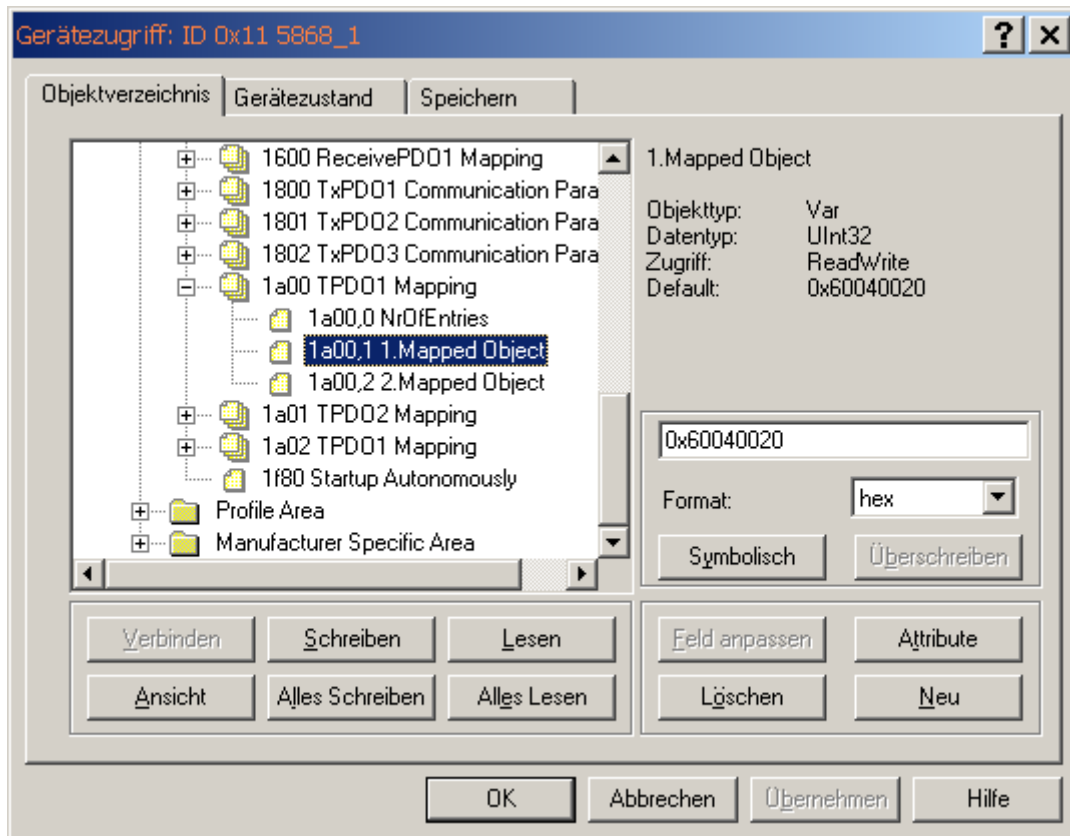 Gerätezugriff: ID 0x11 5868_1
Objektverzeichnis
Gerätezustand
Speichern
1600 ReceivePDO1 Mapping
1800 TxPDO1 Communication Para
1801 TxPDO2 Communication Para
1802 TxPDO3 Communication Para
1a00 TPDO1 Mapping
1a00,0 NrOfEntries
1a00,1 1.Mapped Object
1a00,2 2.Mapped Object
1a01 TPDO2 Mapping
1a02 TPDO1 Mapping
1f80 Startup Autonomously
Profile Area
Manufacturer Specific Area
1.Mapped Object
Objekttyp: Var
Datentyp: UInt32
Zugriff: ReadWrite
Default: 0x60040020
0x60040020
Format: hex
Symbolisch
Überschreiben
Verbinden
Schreiben
Lesen
Ansicht
Alles Schreiben
Alles Lesen
Feld anpassen
Attribute
Löschen
Neu
OK
Abbrechen
Übernehmen
Hilfe